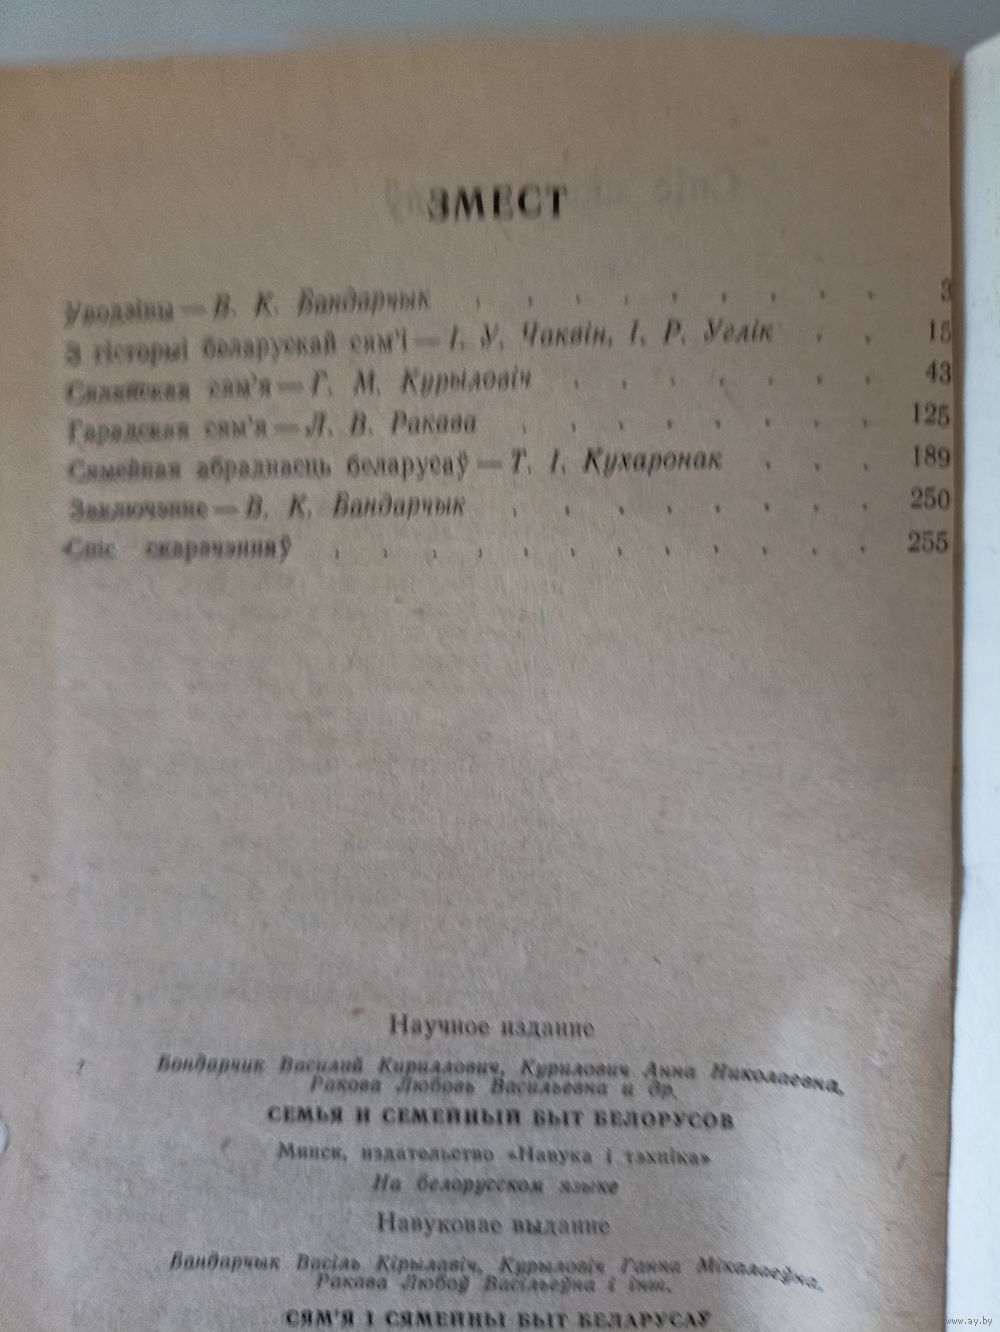 ЗМЕСТ
Уводзіны — В. К. Бандарчык . . . . . . . . . 3
З гісторыі беларускай сям'і — І. У. Чаквін, І. Р. Углік . . 15
Сялянская сям'я — Г. М. Курыловіч . . . . . . . 43
Гарадская сям'я — Л. В. Ракава . . . . . . . . 125
Сямейная абраднасць беларусаў — Т. І. Кухаронак . . . 189
Заключэнне — В. К. Бандарчык . . . . . . . . 250
Спіс скарачэнняў . . . . . . . . . . . . 255
Научное издание
Бондарчик Василий Кириллович, Курилович Анна Николаевна,
Ракова Любовь Васильевна и др.
СЕМЬЯ И СЕМЕЙНЫЙ БЫТ БЕЛОРУСОВ
Минск, издательство «Навука і тэхніка»
На белорусском языке
Навуковае выданне
Бандарчык Васіль Кірылавіч, Курыловіч Ганна Мікалаеўна,
Ракава Любоў Васільеўна і інш.
СЯМ'Я І СЯМЕЙНЫ БЫТ БЕЛАРУСАЎ
www.ay.by